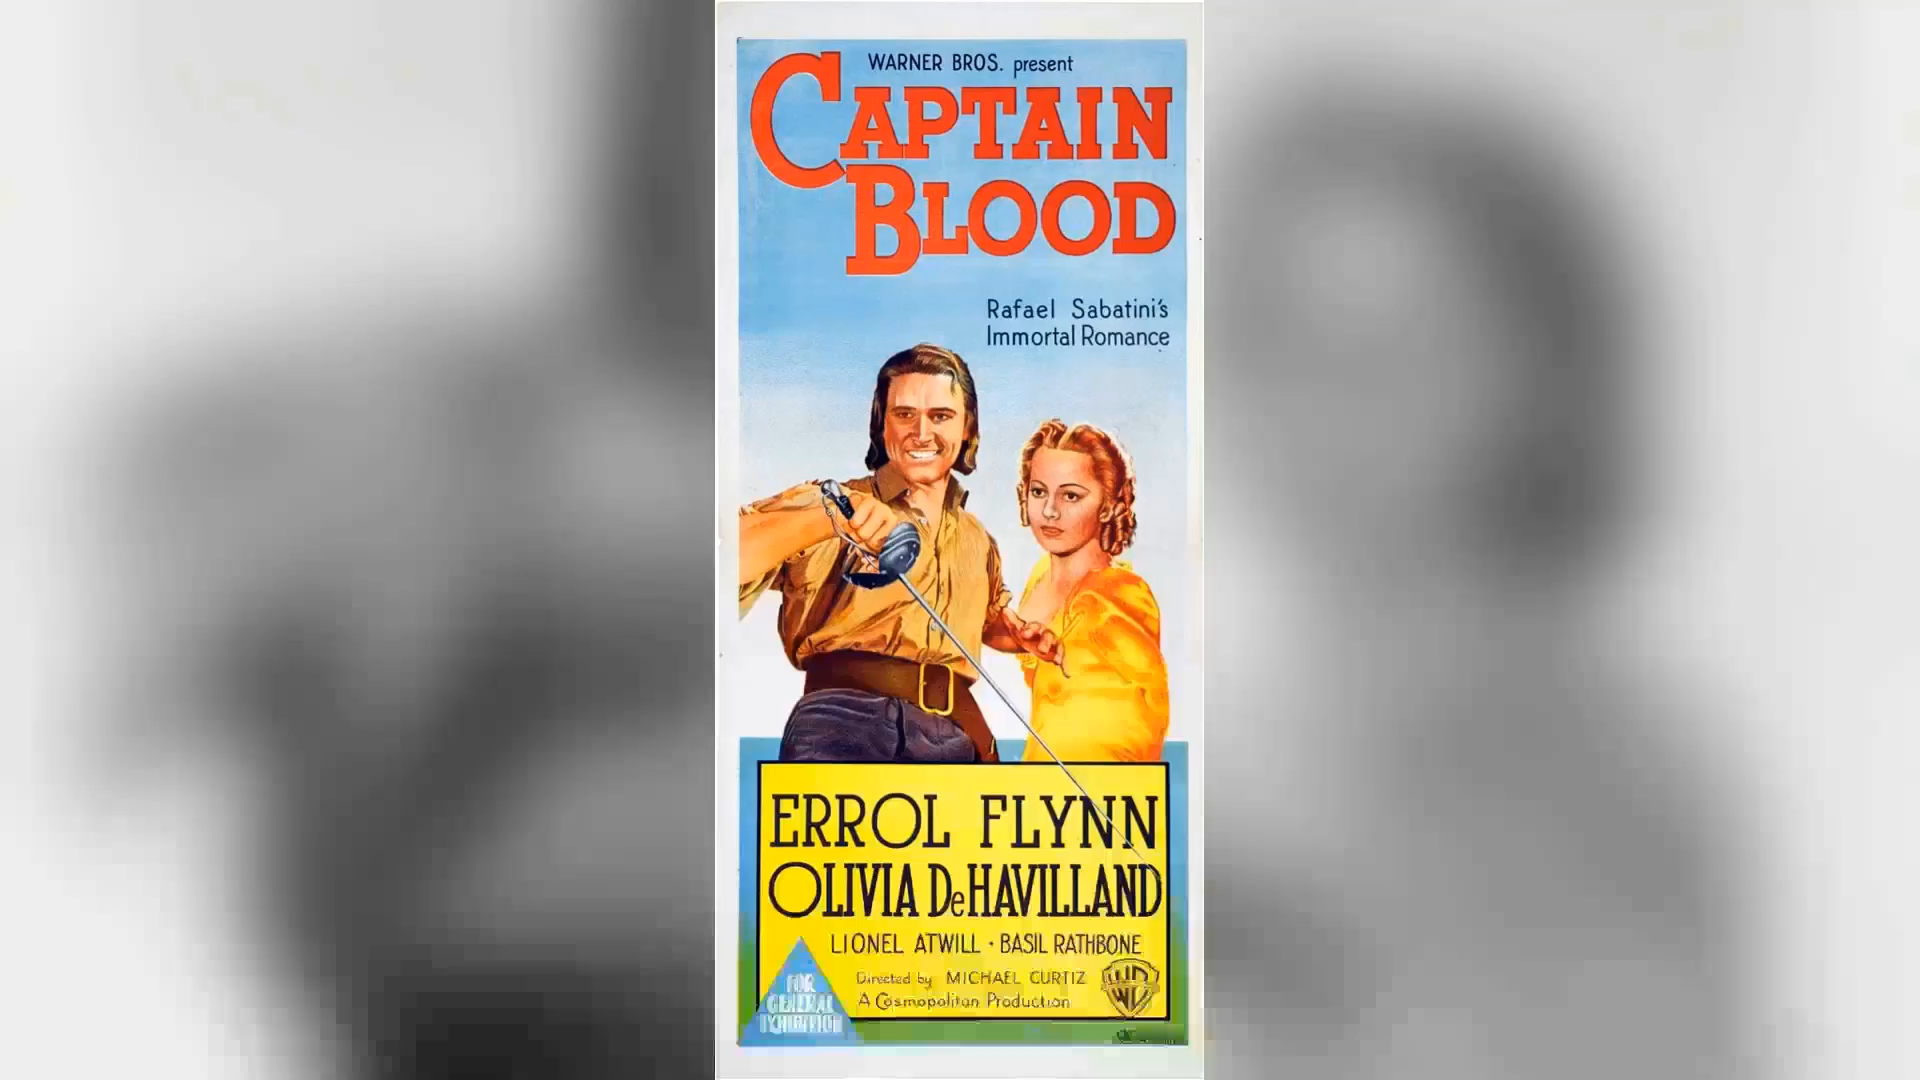 WARNER BROS. present
CAPTAIN
BLOOD
Rafael Sabatini's
Immortal Romance
ERROL FLYNN
OLIVIA DeHAVILLAND
LIONEL ATWILL · BASIL RATHBONE
Directed by MICHAEL CURTIZ
A Cosmopolitan Production
WB
FOR
GENERAL
EXHIBITION